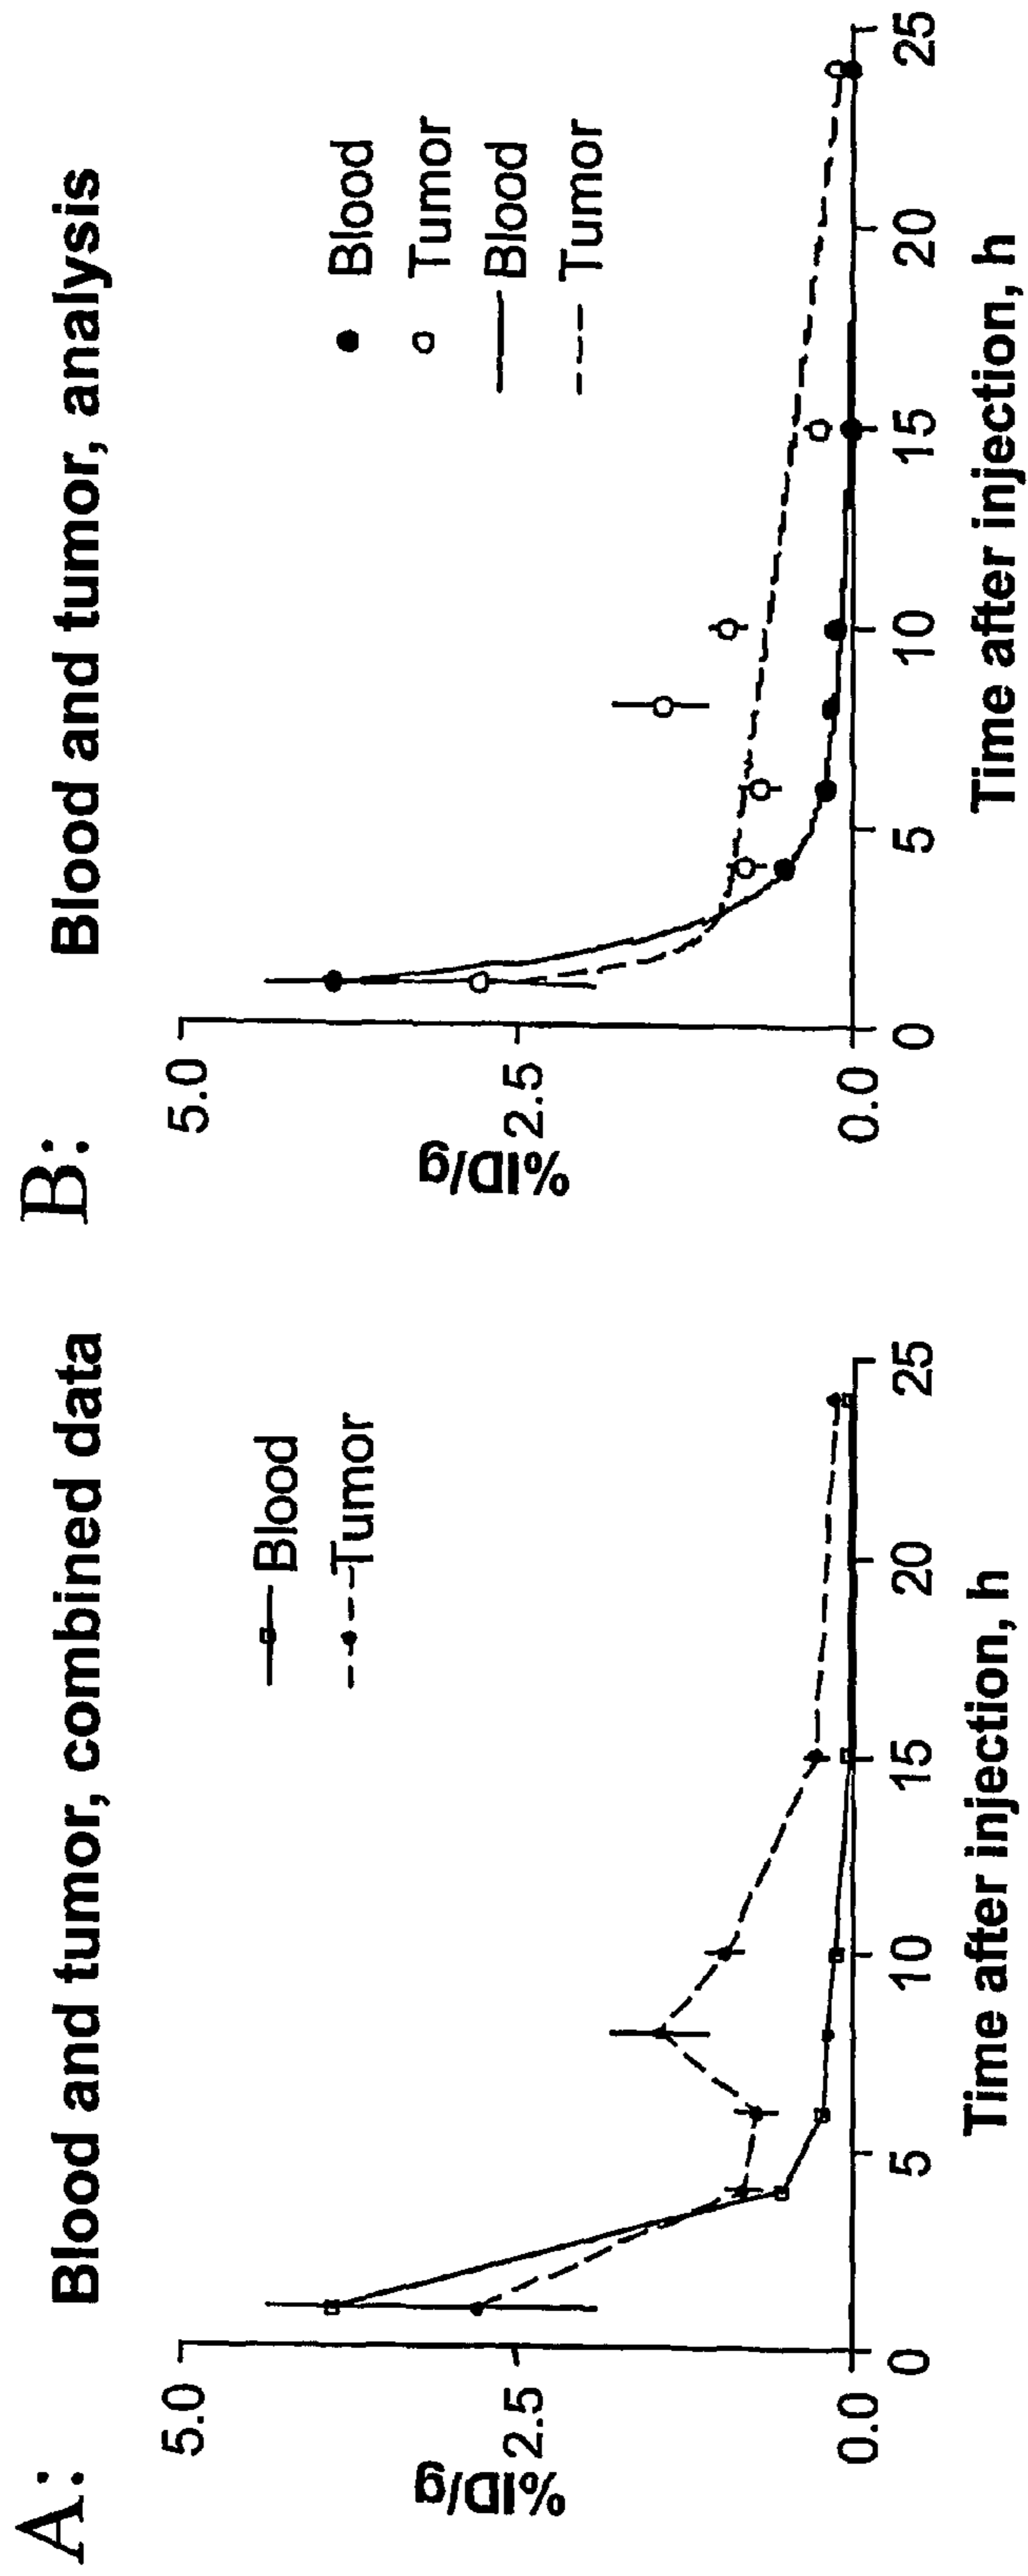 A:
Blood and tumor, combined data
%ID/g
5.0
2.5
0.0
Blood
Tumor
0
5
10
15
20
25
Time after injection, h
B:
Blood and tumor, analysis
%ID/g
5.0
2.5
0.0
Blood
Tumor
Blood
Tumor
0
5
10
15
20
25
Time after injection, h